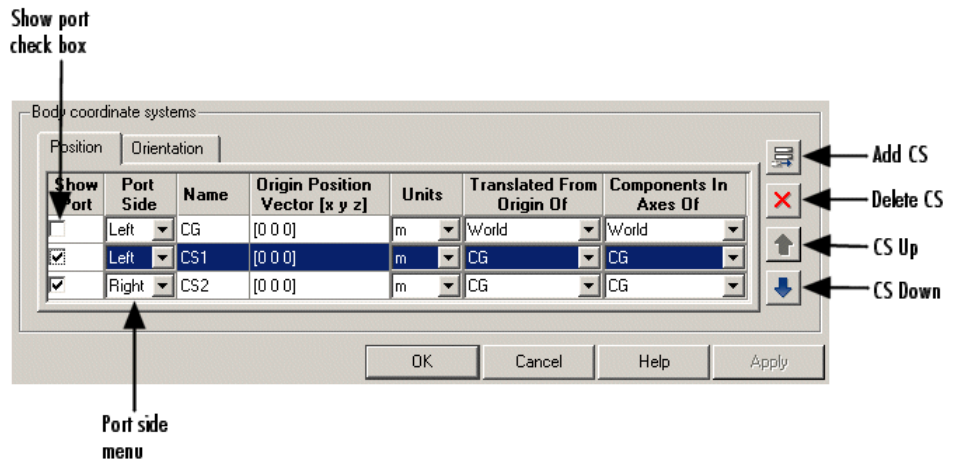 Show port
check box
Body coordinate systems
Position Orientation
Show Port Port Side Name Origin Position Vector [x y z] Units Translated From Origin Of Components In Axes Of
Left CG [0 0 0] m World World
Left CS1 [0 0 0] m CG CG
Right CS2 [0 0 0] m CG CG
Add CS
Delete CS
CS Up
CS Down
OK Cancel Help Apply
Port side
menu